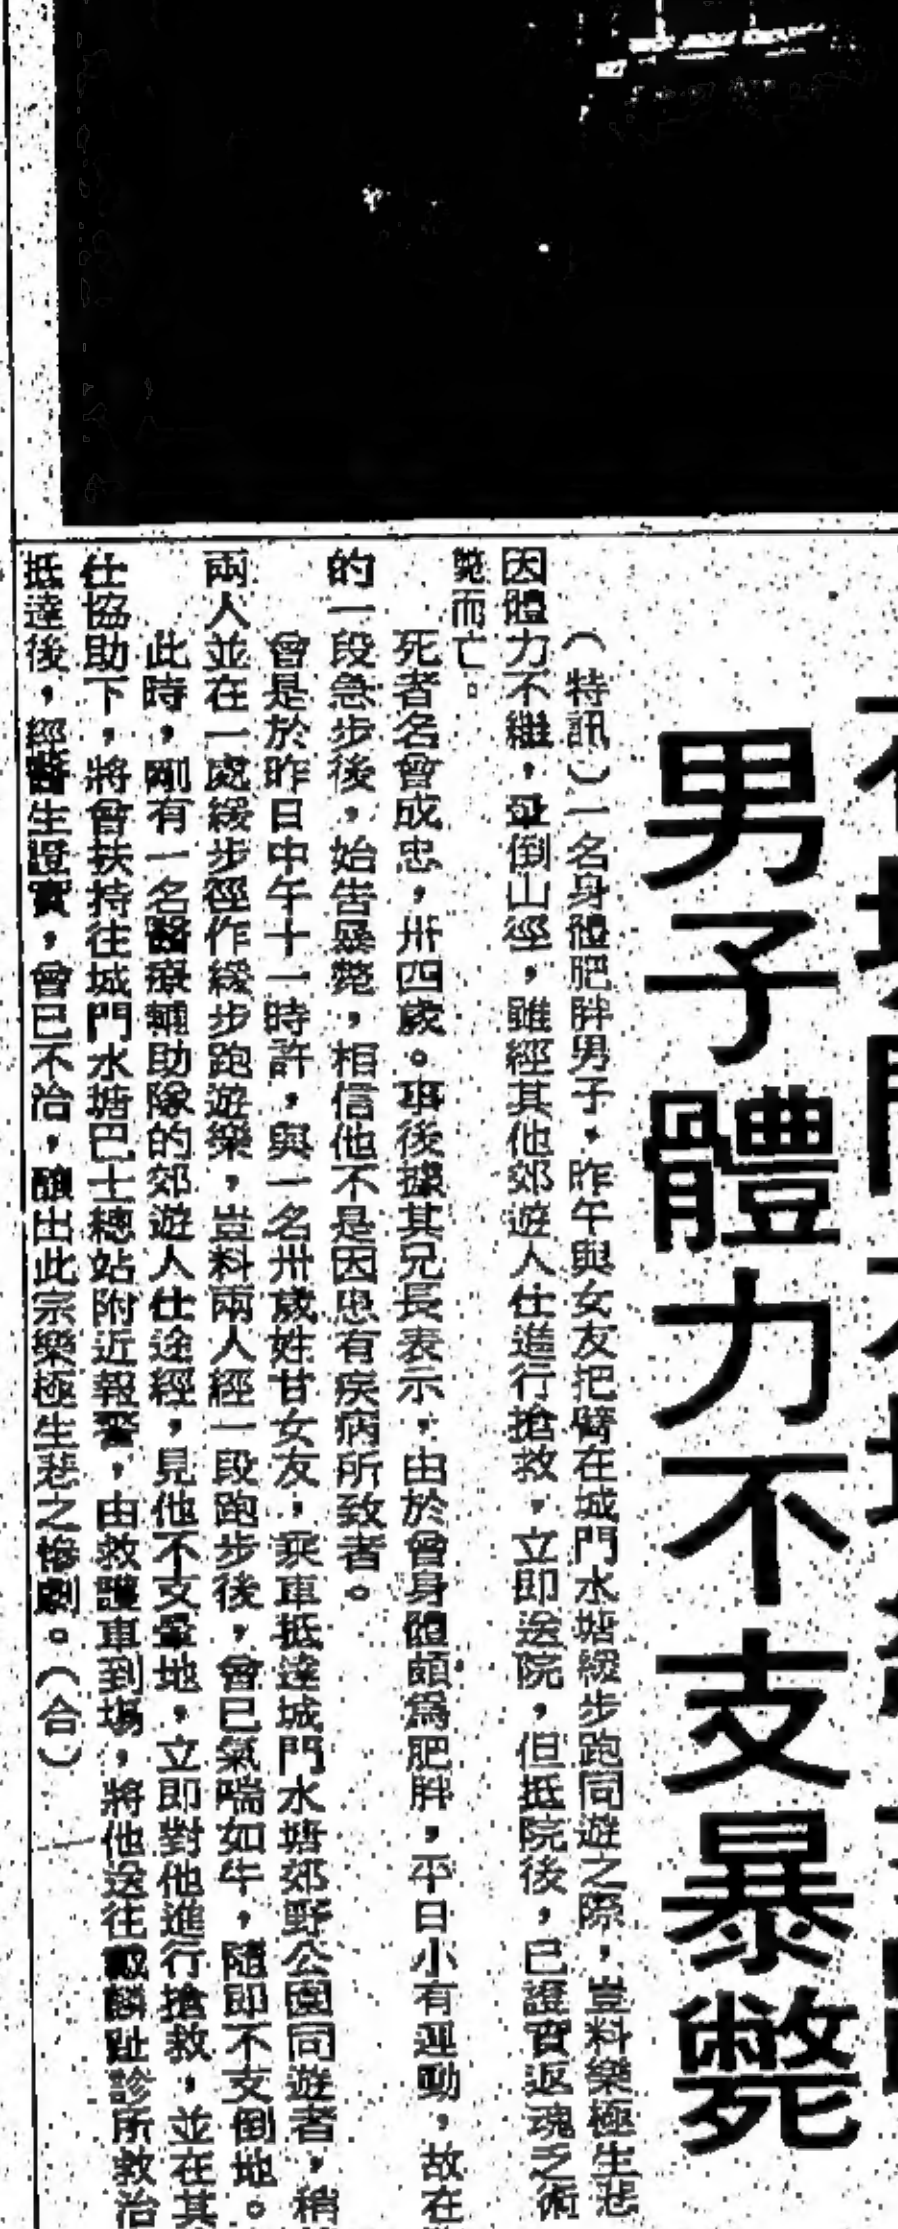 男子體力不支暴斃
（特訊）一名身體肥胖男子，昨午與女友把臂在城門水塘緩步跑同遊之際，豈料樂極生悲
因體力不繼，暈倒山徑，雖經其他郊遊人仕進行搶救，立即送院，但抵院後，已證實返魂乏術
斃而亡。
死者名曾成忠，卅四歲。事後據其兄長表示，由於曾身體頗為肥胖，平日小有運動，故在
的一段急步後，始告暴斃，相信他不是因患有疾病所致者。
曾是於昨日中午十一時許，與一名卅歲姓甘女友，乘車抵達城門水塘郊野公園同遊者，稍
兩人並在一處緩步徑作緩步跑遊樂，豈料兩人經一段跑步後，曾已氣喘如牛，隨即不支倒地。
此時，剛有一名醫療輔助隊的郊遊人仕途經，見他不支暈地，立即對他進行搶救，並在其
仕協助下，將曾扶持往城門水塘巴士總站附近報警，由救護車到場，將他送往戴麟趾診所救治
抵達後，經醫生證實，曾已不治，釀出此宗樂極生悲之慘劇。（合）